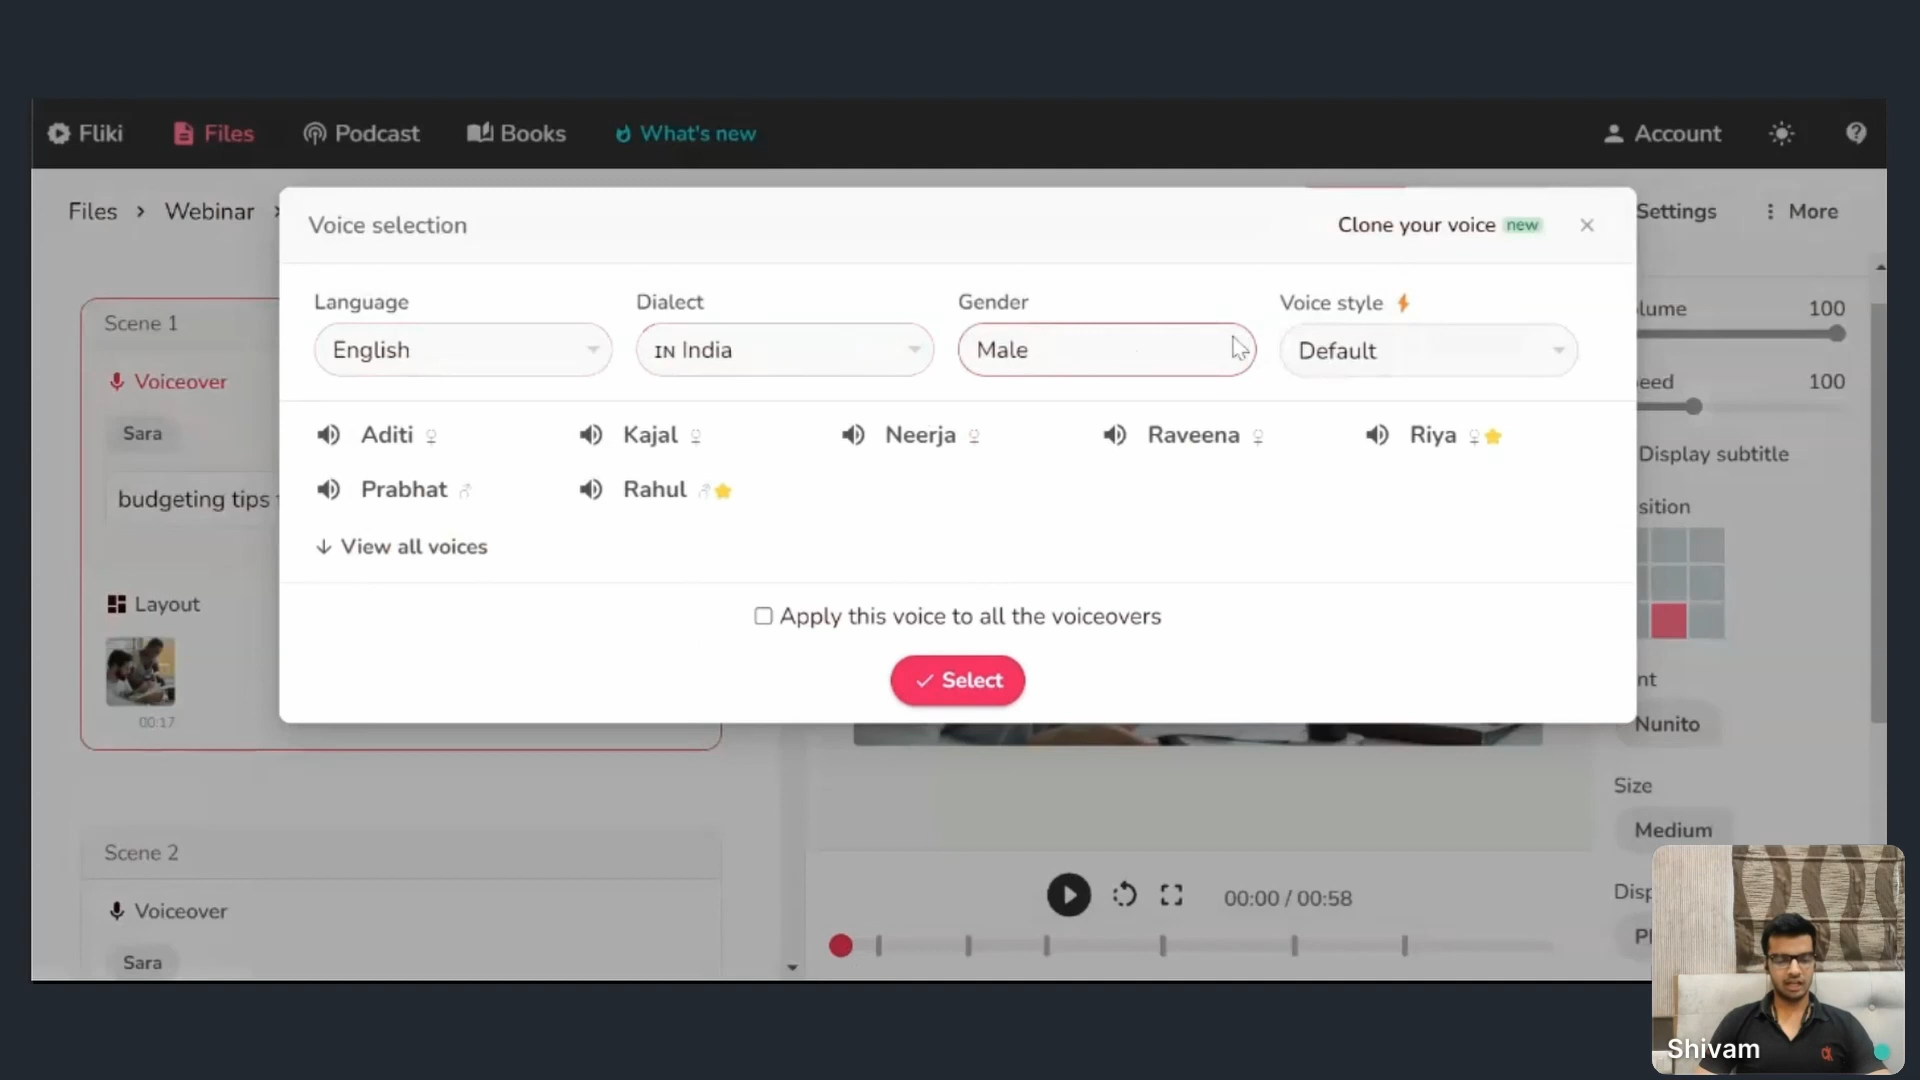 Fliki Files Podcast Books What's new Account
Files > Webinar > Settings More
Voice selection Clone your voice new ×
Language Dialect Gender Voice style
English IN India Male Default
Aditi ♀ Kajal ♀ Neerja ♀ Raveena ♀ Riya ♀
Prabhat ♂ Rahul ♂
View all voices
Apply this voice to all the voiceovers
Select
Scene 1
Voiceover
Sara
budgeting tips
Layout
00:17
Scene 2
Voiceover
Sara
00:00 / 00:58
lume 100
eed 100
Display subtitle
sition
nt
Nunito
Size
Medium
Disp
Shivam